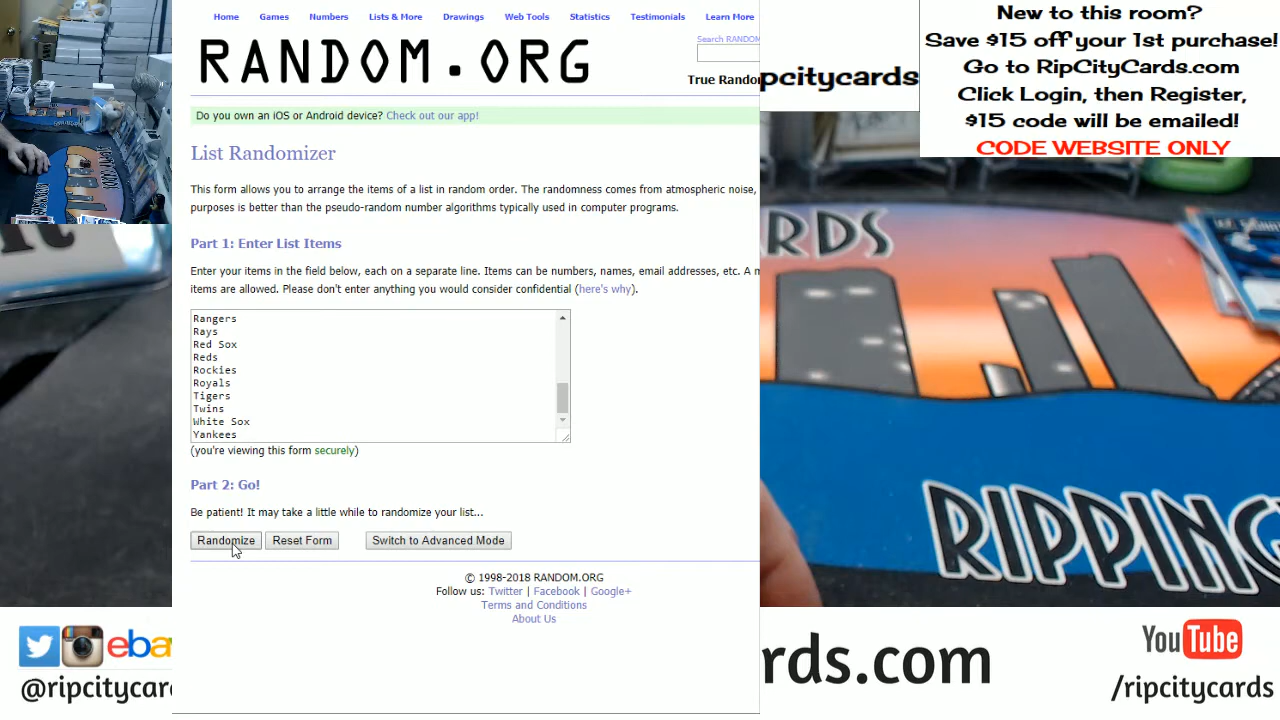 Home Games Numbers Lists & More Drawings Web Tools Statistics Testimonials Learn More
RANDOM.ORG
Search RANDOM
True Rando
Do you own an iOS or Android device? Check out our app!
List Randomizer
This form allows you to arrange the items of a list in random order. The randomness comes from atmospheric noise,
purposes is better than the pseudo-random number algorithms typically used in computer programs.
Part 1: Enter List Items
Enter your items in the field below, each on a separate line. Items can be numbers, names, email addresses, etc. A m
items are allowed. Please don't enter anything you would consider confidential (here's why).
Rangers
Rays
Red Sox
Reds
Rockies
Royals
Tigers
Twins
White Sox
Yankees
(you're viewing this form securely)
Part 2: Go!
Be patient! It may take a little while to randomize your list...
Randomize Reset Form Switch to Advanced Mode
© 1998-2018 RANDOM.ORG
Follow us: Twitter | Facebook | Google+
Terms and Conditions
About Us
ripcitycards
New to this room?
Save $15 off your 1st purchase!
Go to RipCityCards.com
Click Login, then Register,
$15 code will be emailed!
CODE WEBSITE ONLY
RDS
RIPPING
eba
@ripcitycar
rds.com
YouTube
/ripcitycards